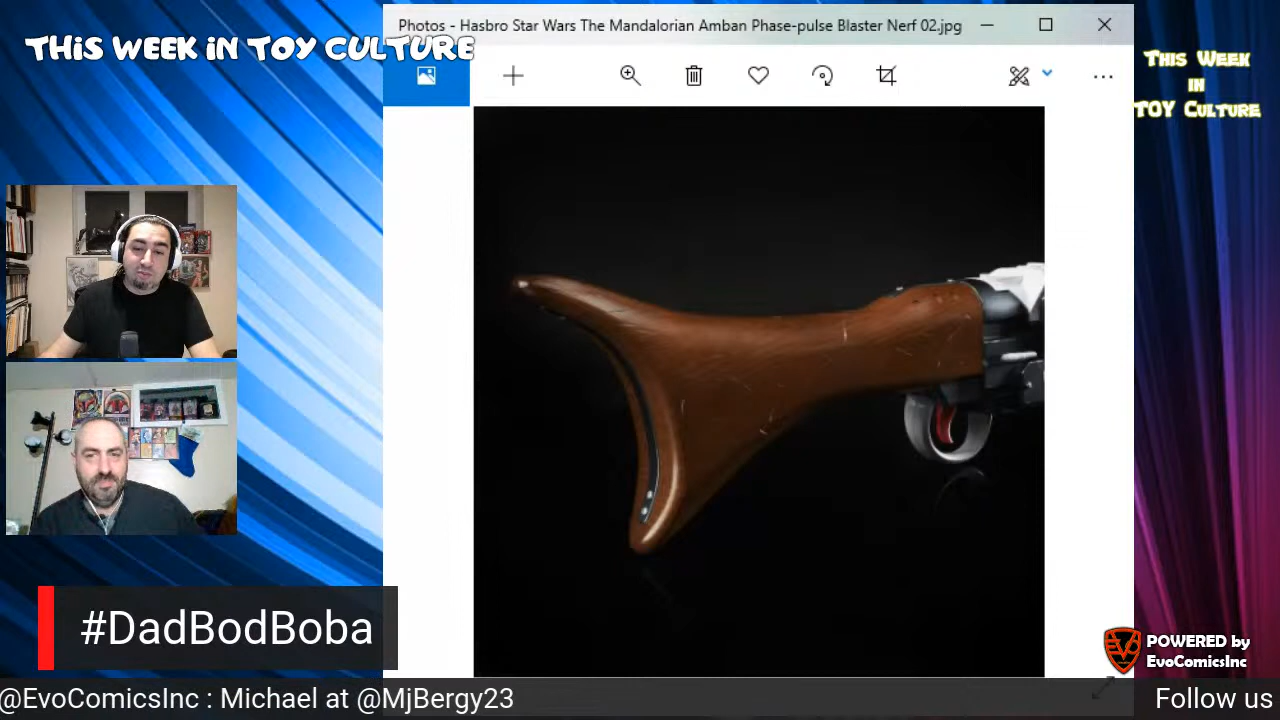 Photos - Hasbro Star Wars The Mandalorian Amban Phase-pulse Blaster Nerf 02.jpg
THiS WEEK iN TOY CULTURE
This Week
in
TOY Culture
#DadBodBoba
EVO
POWERED by
EvoComicsInc
@EvoComicsInc : Michael at @MjBergy23
Follow us